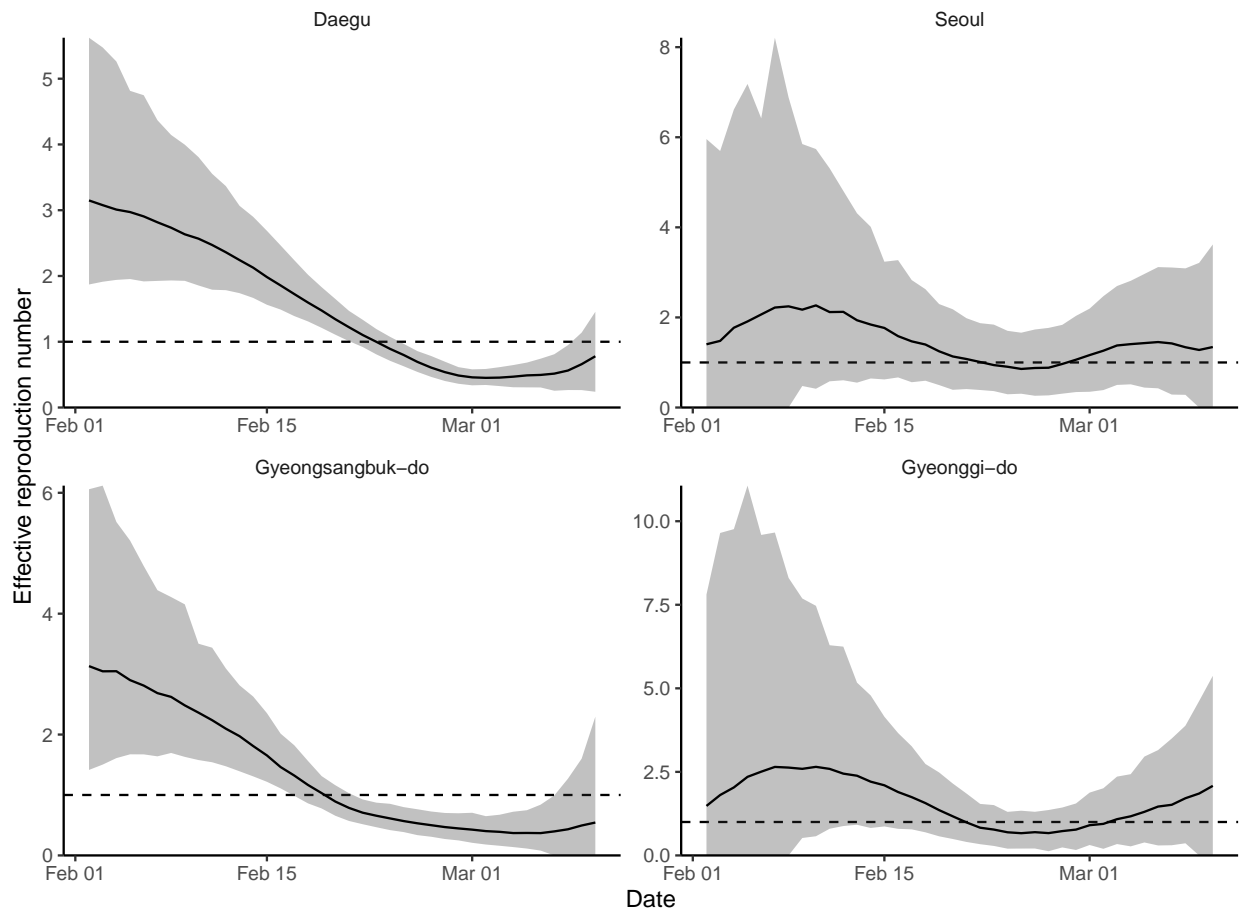 Daegu
5
4
3
2
1
0
Feb 01 Feb 15 Mar 01
Seoul
8
6
4
2
0
Feb 01 Feb 15 Mar 01
Effective reproduction number
Gyeongsangbuk−do
6
4
2
0
Feb 01 Feb 15 Mar 01
Gyeonggi−do
10.0
7.5
5.0
2.5
0.0
Feb 01 Feb 15 Mar 01
Date